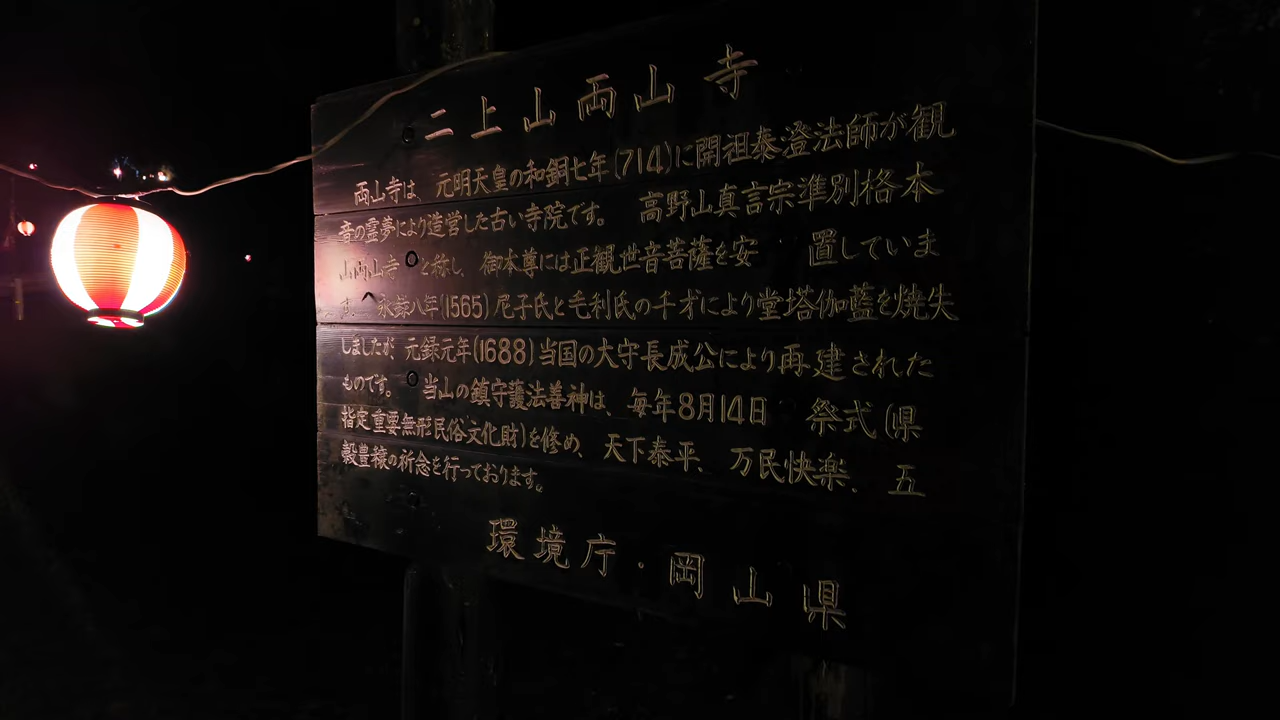 二上山両山寺
両山寺は、元明天皇の和銅七年(714)に開祖泰澄法師が観
音の霊夢により造営した古い寺院です。 高野山真言宗準別格本
山両山寺 と称し、御本尊には正観世音菩薩を安 置していま
す。 永録八年(1565)尼子氏と毛利氏の千才により堂塔伽藍を焼失
しましたが、元録元年(1688)当国の大守長成公により再建された
ものです。 当山の鎮守護法善神は、毎年8月14日 祭式(県
指定重要無形民俗文化財)を修め、天下泰平、万民快楽、五
穀豊穣の祈念を行っております。
環境庁・岡山県